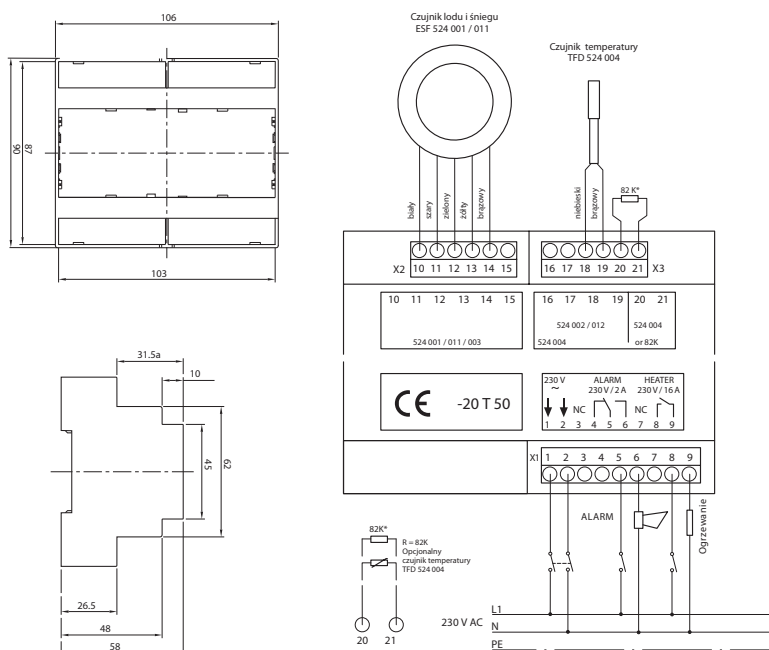 106
90
87
103
31.5a
10
45
62
26.5
48
58
Czujnik lodu i śniegu
ESF 524 001 / 011
Czujnik temperatury
TFD 524 004
biały
szary
zielony
żółty
brązowy
niebieski
brązowy
82 K*
X2 10 11 12 13 14 15
16 17 18 19 20 21 X3
10 11 12 13 14 15
524 001 / 011 / 003
16 17 18 19 20 21
524 002 / 012 524 004
524 004 or 82K
CE -20 T 50
230 V ALARM HEATER
~ 230 V / 2 A 230 V / 16 A
NC NC
1 2 3 4 5 6 7 8 9
X1 1 2 3 4 5 6 7 8 9
ALARM
Ogrzewanie
82K*
R = 82K
Opcjonalny
czujnik temperatury
TFD 524 004
20 21
230 V AC
L1
N
PE